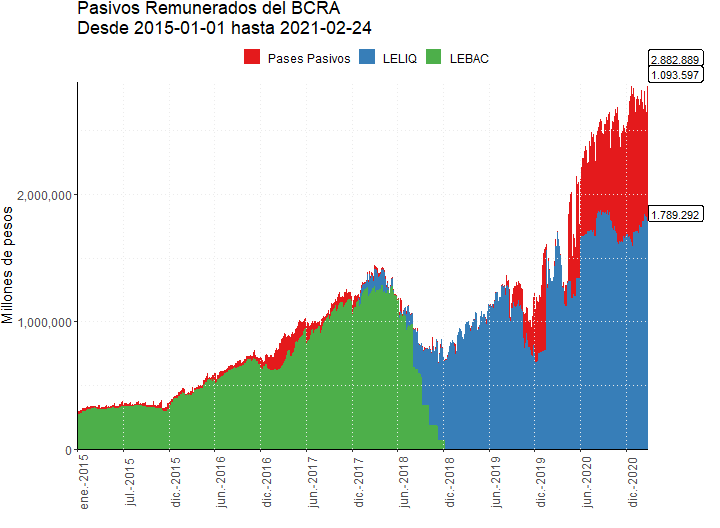 Pasivos Remunerados del BCRA
Desde 2015-01-01 hasta 2021-02-24
Pases Pasivos LELIQ LEBAC
2.882.889
1.093.597
1.789.292
Millones de pesos
2,000,000
1,000,000
0
ene.-2015 jul.-2015 dic.-2015 jun.-2016 dic.-2016 jun.-2017 dic.-2017 jun.-2018 dic.-2018 jun.-2019 dic.-2019 jun.-2020 dic.-2020